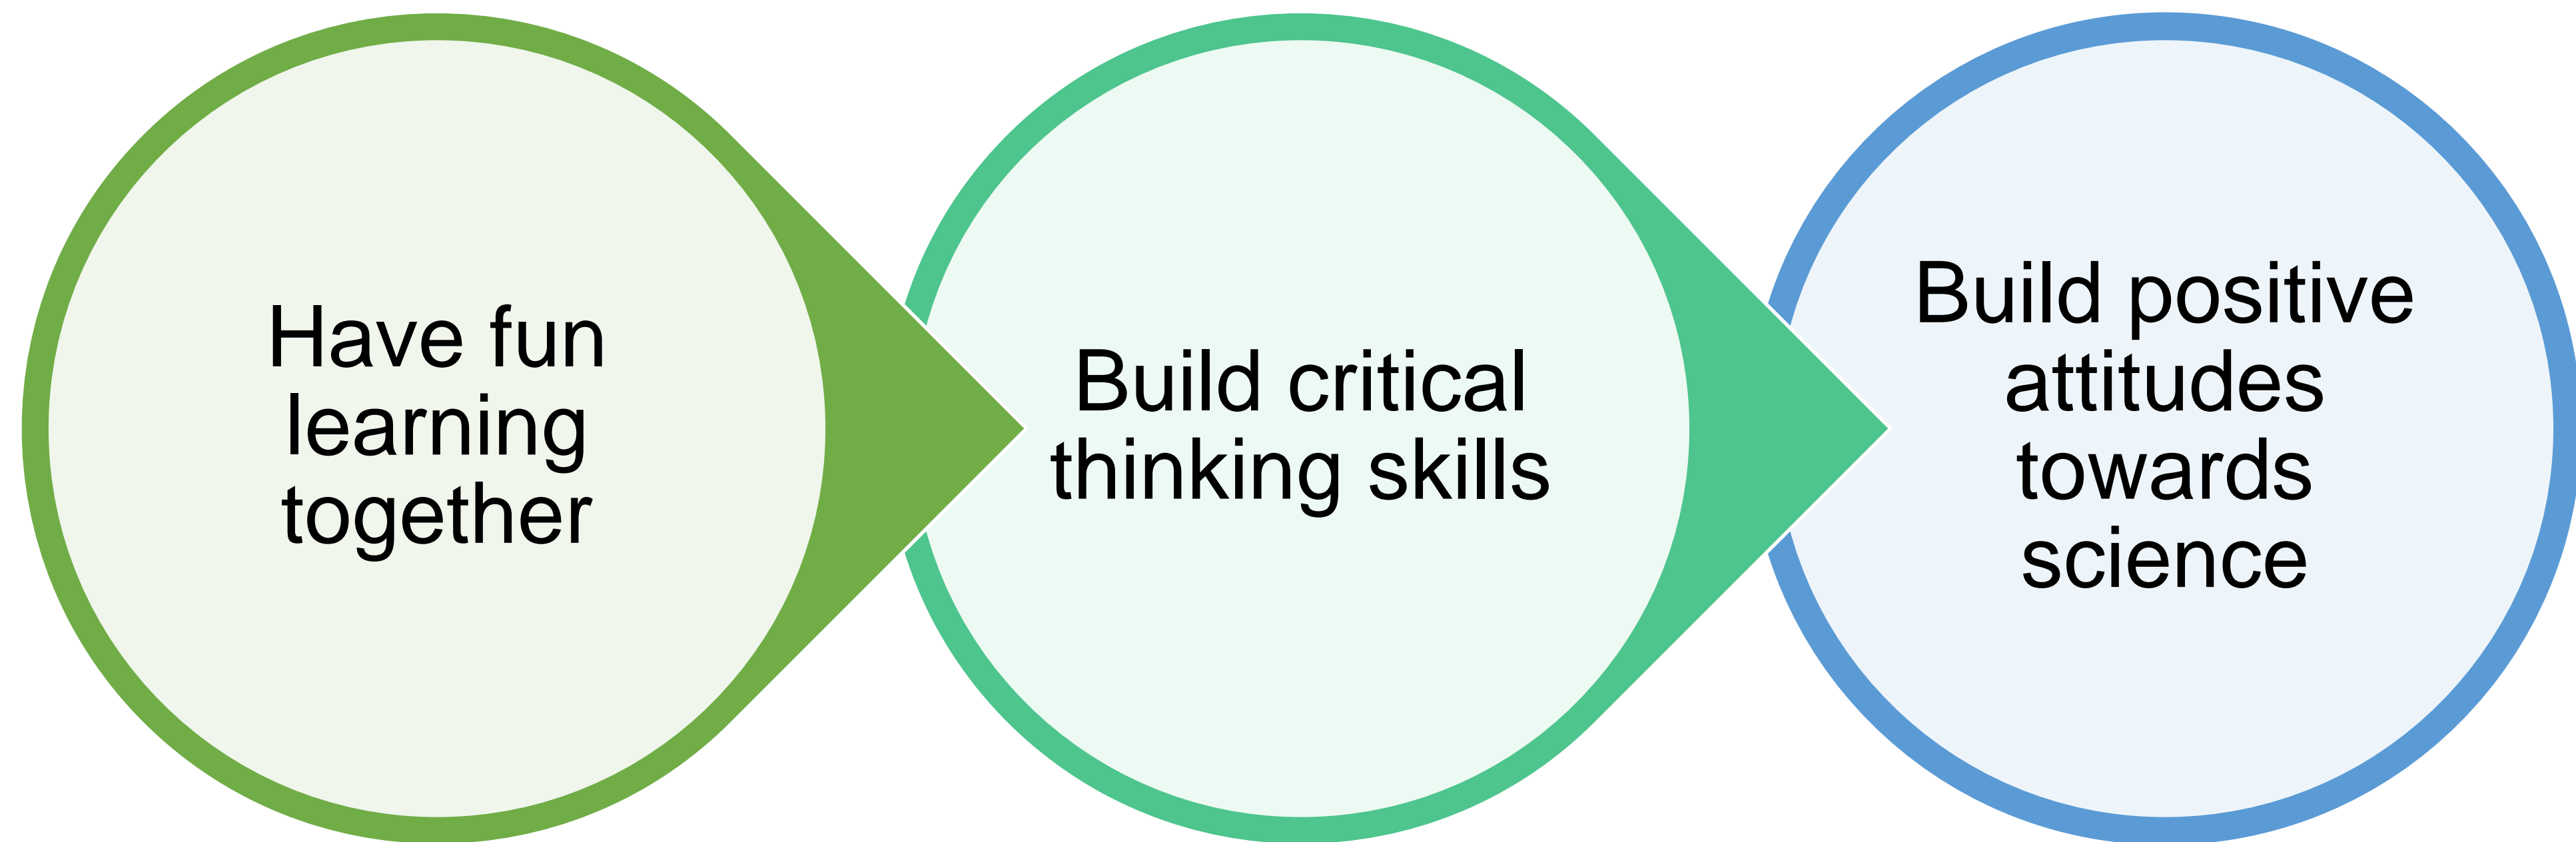 Have fun
learning
together
Build critical
thinking skills
Build positive
attitudes
towards
science